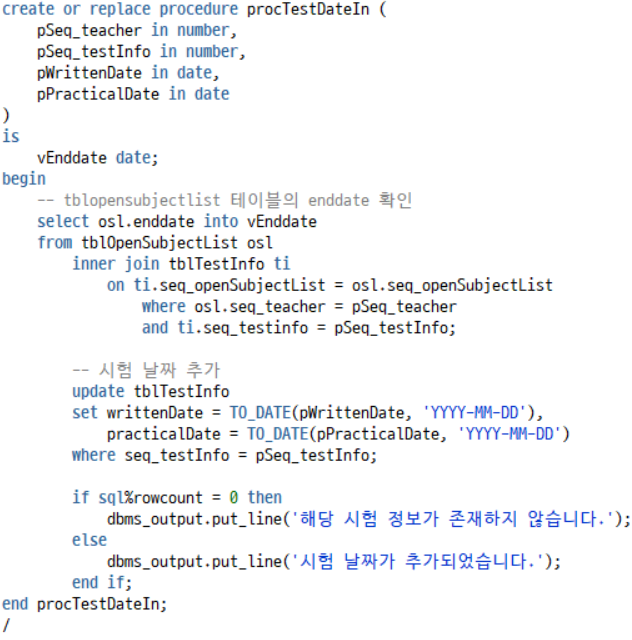 create or replace procedure procTestDateIn (
    pSeq_teacher in number,
    pSeq_testInfo in number,
    pWrittenDate in date,
    pPracticalDate in date
)
is
    vEnddate date;
begin
    -- tblopensubjectlist 테이블의 enddate 확인
    select osl.enddate into vEnddate
    from tblOpenSubjectList osl
        inner join tblTestInfo ti
            on ti.seq_openSubjectList = osl.seq_openSubjectList
                where osl.seq_teacher = pSeq_teacher
                and ti.seq_testinfo = pSeq_testInfo;

        -- 시험 날짜 추가
        update tblTestInfo
        set writtenDate = TO_DATE(pWrittenDate, 'YYYY-MM-DD'),
            practicalDate = TO_DATE(pPracticalDate, 'YYYY-MM-DD')
        where seq_testInfo = pSeq_testInfo;

        if sql%rowcount = 0 then
            dbms_output.put_line('해당 시험 정보가 존재하지 않습니다.');
        else
            dbms_output.put_line('시험 날짜가 추가되었습니다.');
        end if;
end procTestDateIn;
/